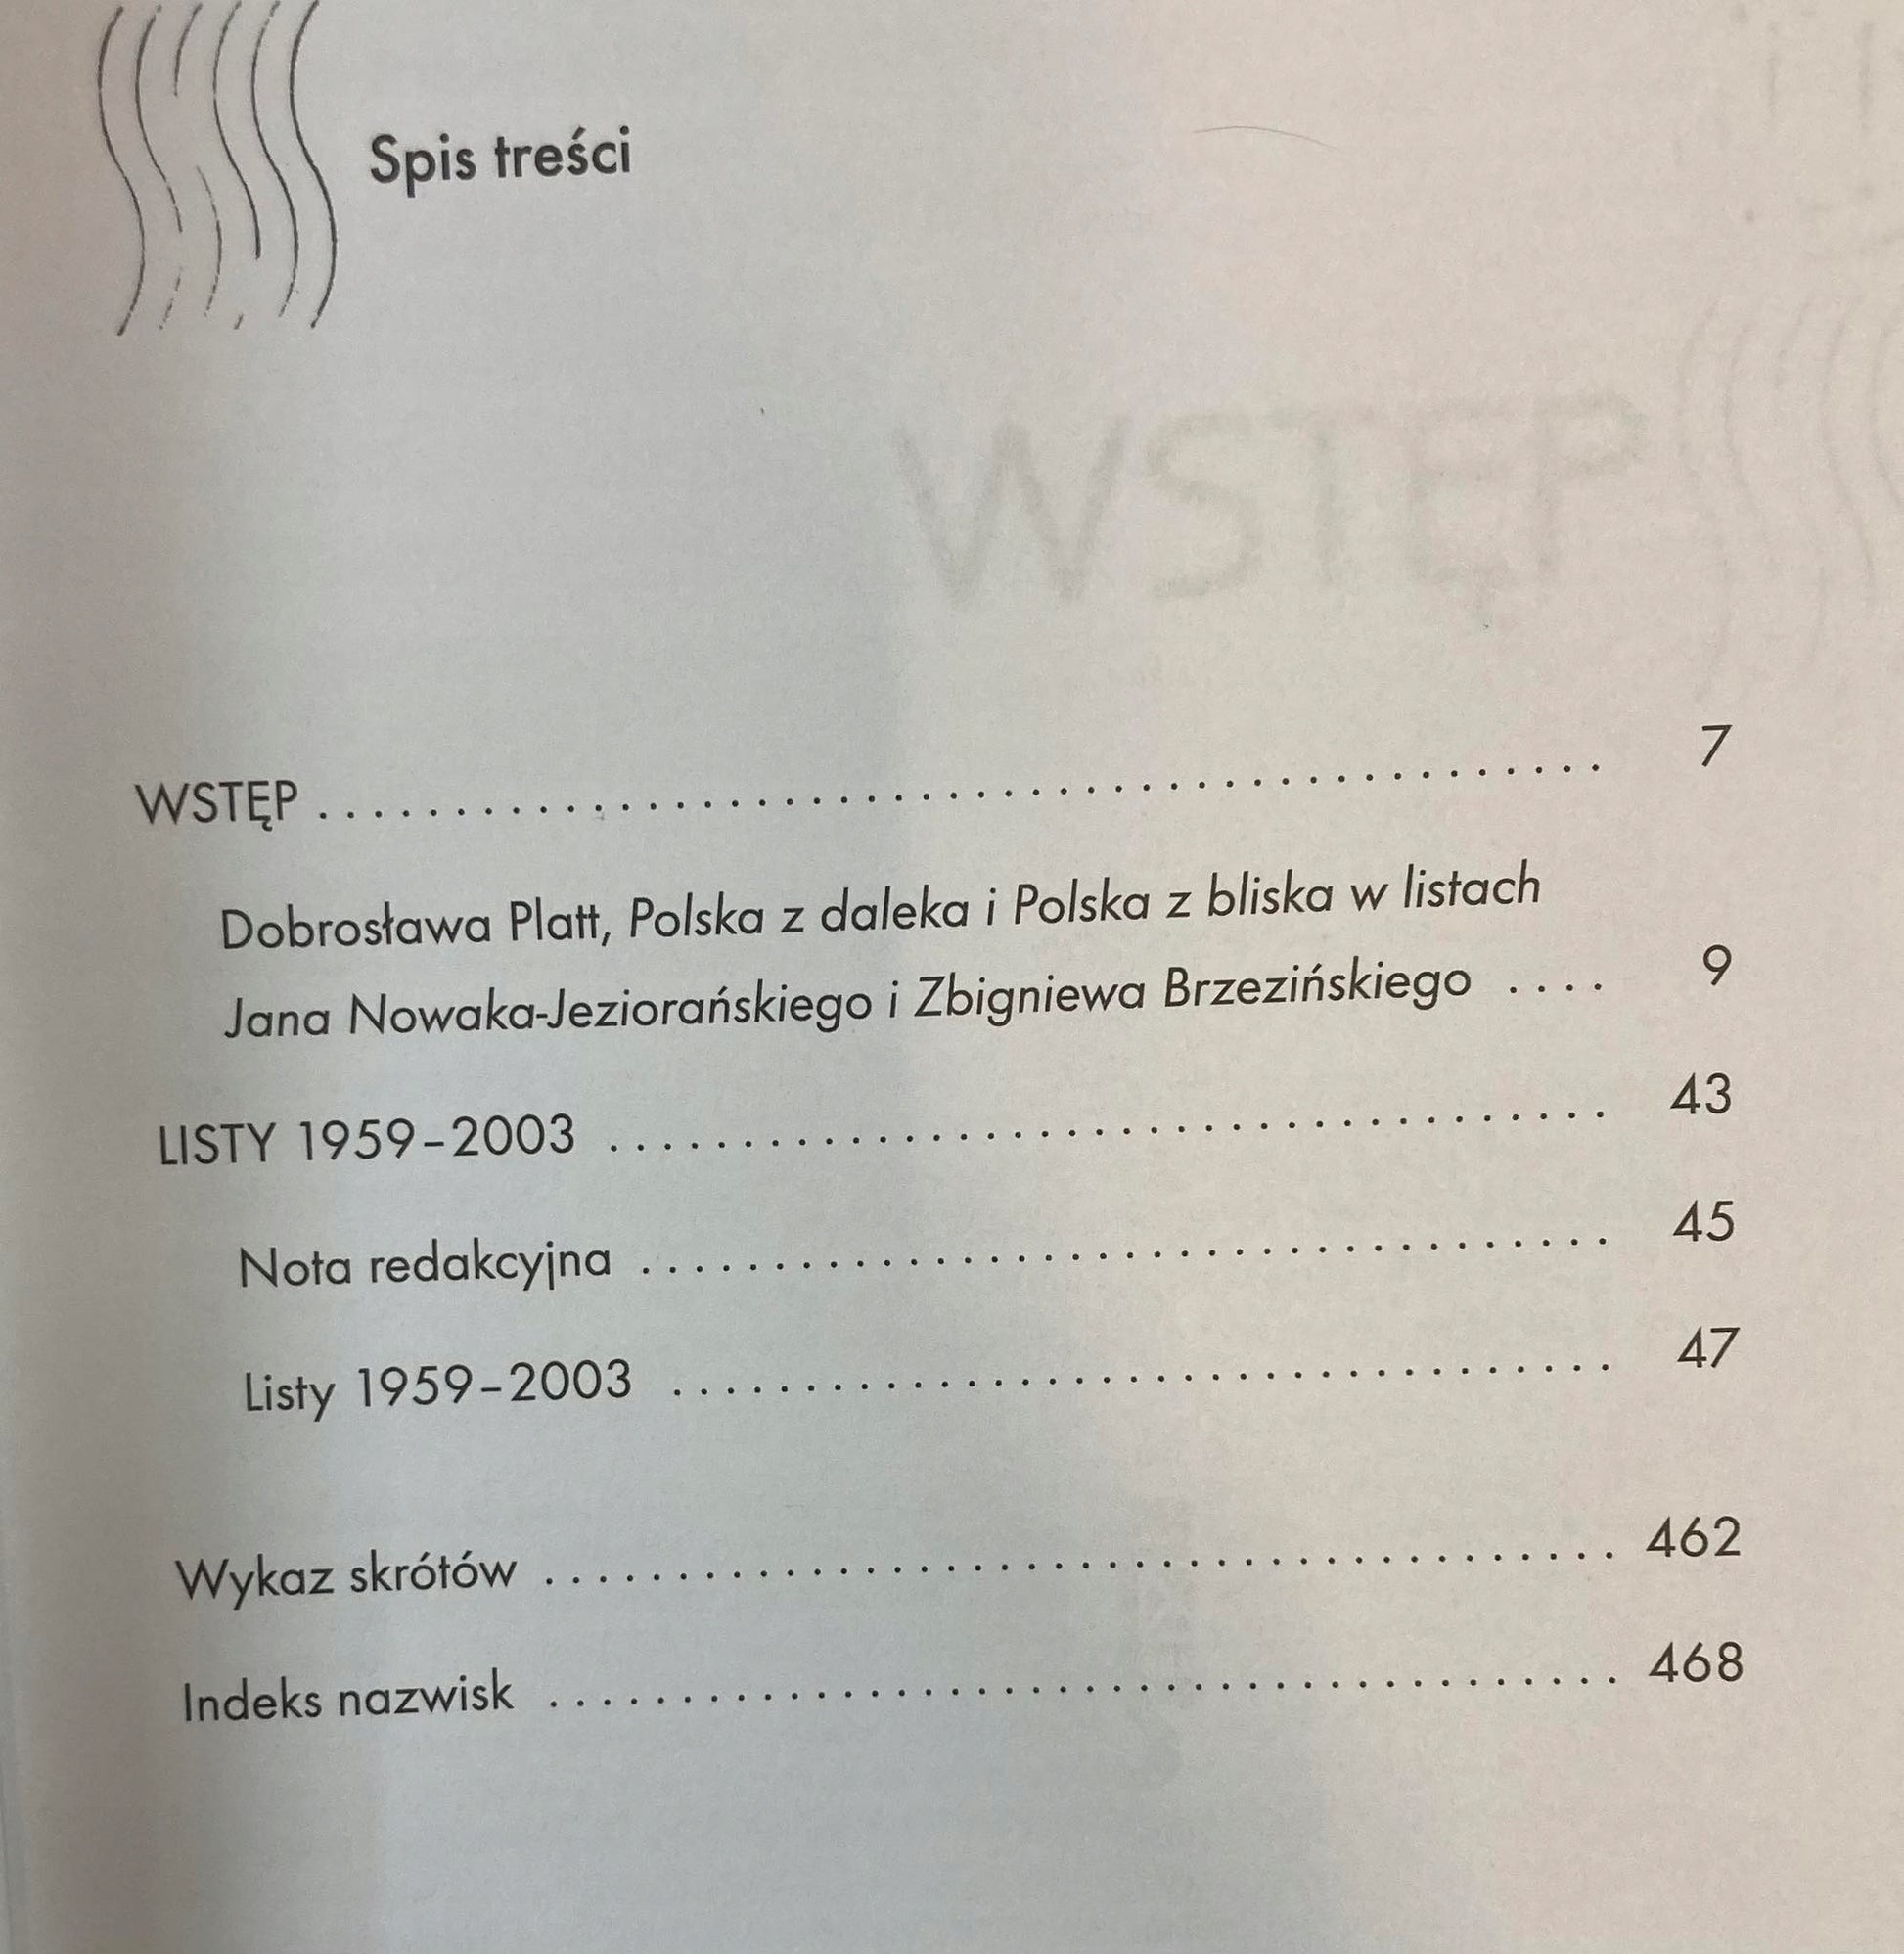 Spis treści
WSTĘP
WSTĘP . . . . . . . . . . . . . . . . . . . . . . . . . . . . . . . . . . . . . . . . . . . . . . . 7
Dobrosława Platt, Polska z daleka i Polska z bliska w listach
Jana Nowaka-Jeziorańskiego i Zbigniewa Brzezińskiego . . . . 9
LISTY 1959–2003 . . . . . . . . . . . . . . . . . . . . . . . . . . . . . . . . . . . . . 43
Nota redakcyjna . . . . . . . . . . . . . . . . . . . . . . . . . . . . . . . . . . . . 45
Listy 1959–2003 . . . . . . . . . . . . . . . . . . . . . . . . . . . . . . . . . . . 47
Wykaz skrótów . . . . . . . . . . . . . . . . . . . . . . . . . . . . . . . . . . . . . . . . 462
Indeks nazwisk . . . . . . . . . . . . . . . . . . . . . . . . . . . . . . . . . . . . . . . . 468